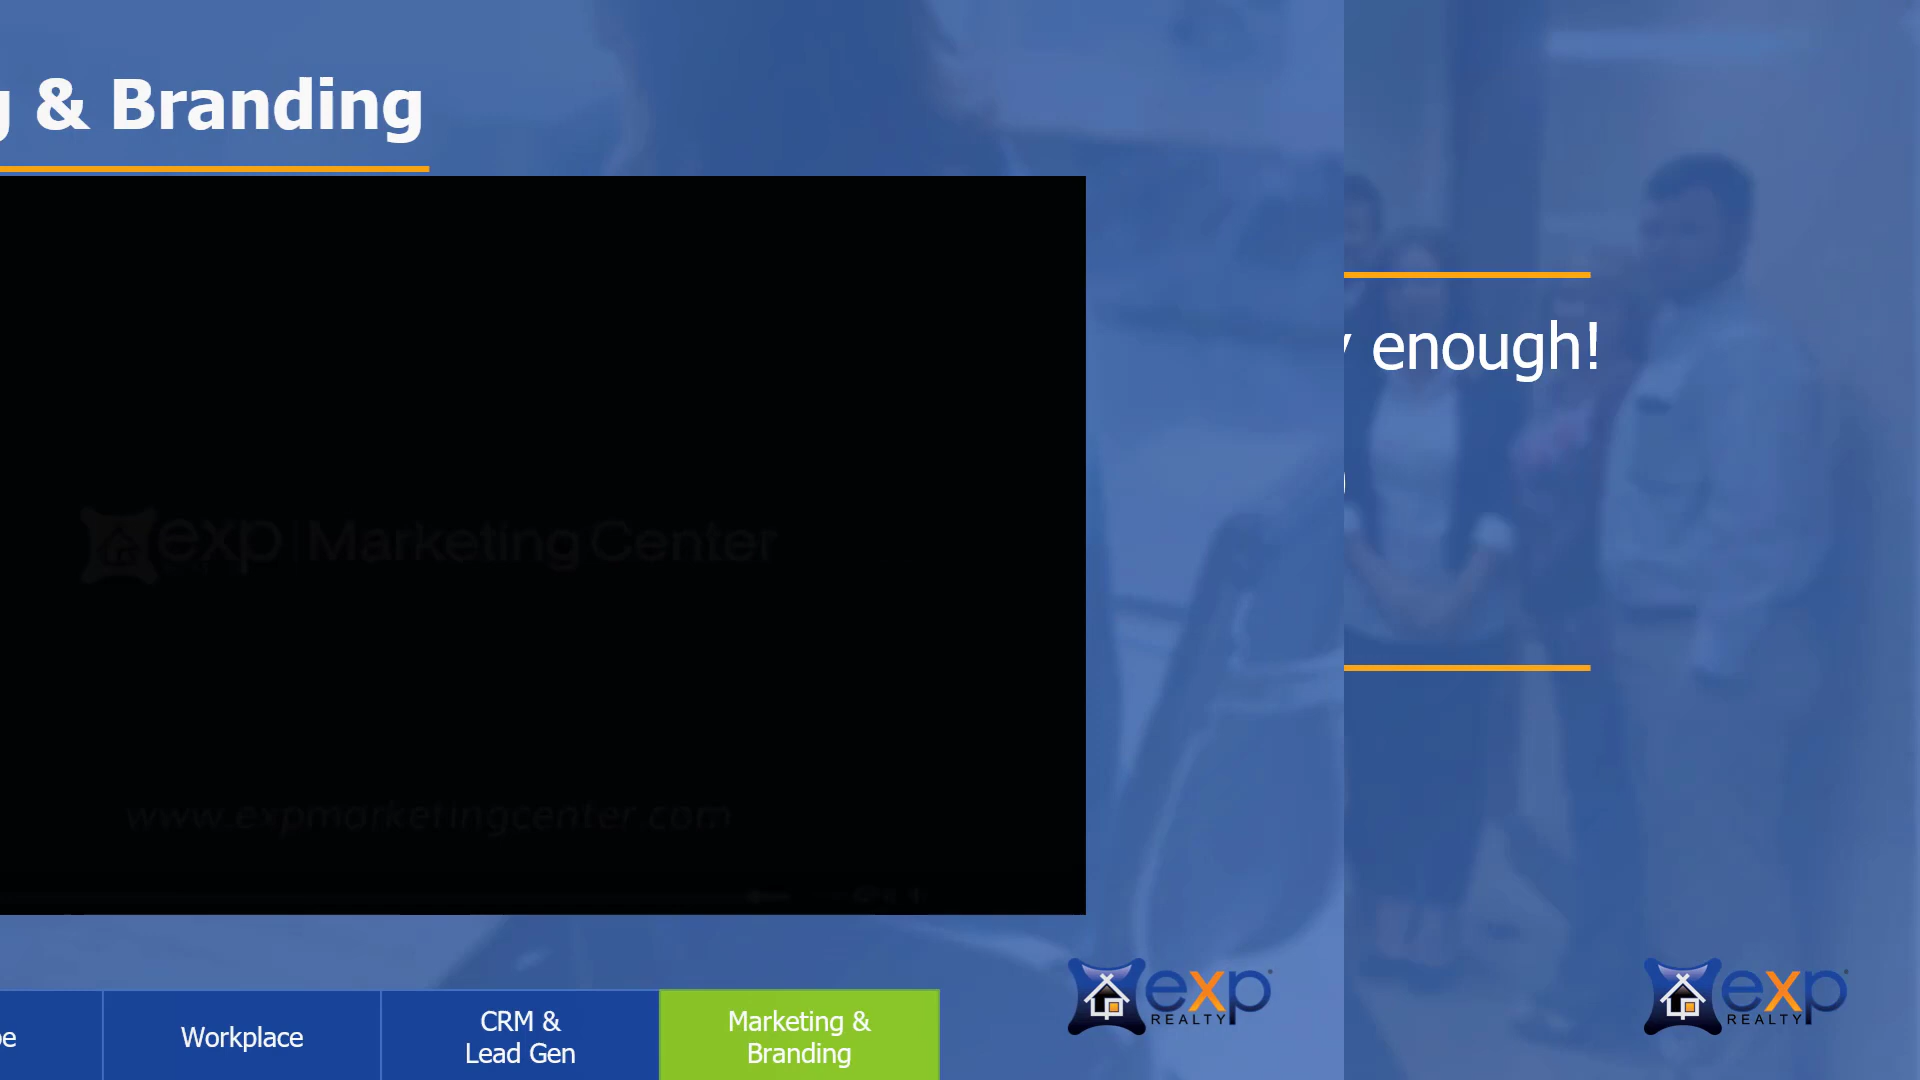 & Branding
enough!
exp | Marketing Center
www.expmarketingcenter.com
Workplace
CRM &
Lead Gen
Marketing &
Branding
exp
REALTY
exp
REALTY